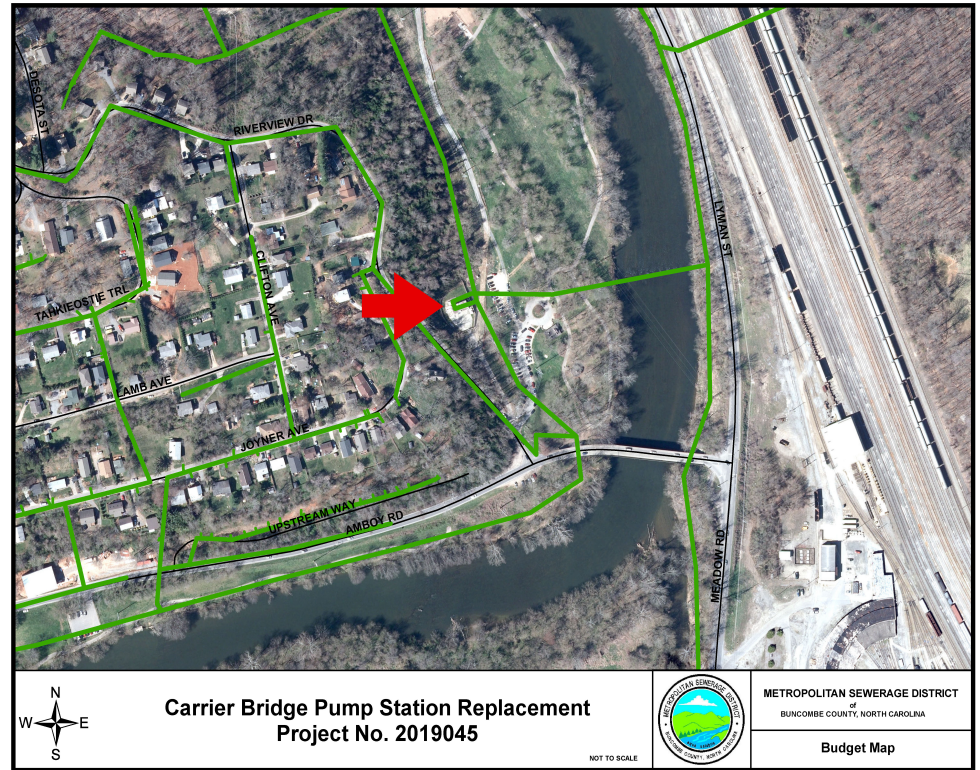 DESOTA ST
RIVERVIEW DR
LYMAN ST
CLIFTON AVE
TAHKIEOSTIE TRL
LAMB AVE
JOYNER AVE
UPSTREAM WAY
AMBOY RD
MEADOW RD
N
W
E
S
Carrier Bridge Pump Station Replacement
Project No. 2019045
NOT TO SCALE
METROPOLITAN SEWERAGE DISTRICT
BUNCOMBE COUNTY, NORTH CAROLINA
METROPOLITAN SEWERAGE DISTRICT
of
BUNCOMBE COUNTY, NORTH CAROLINA
Budget Map